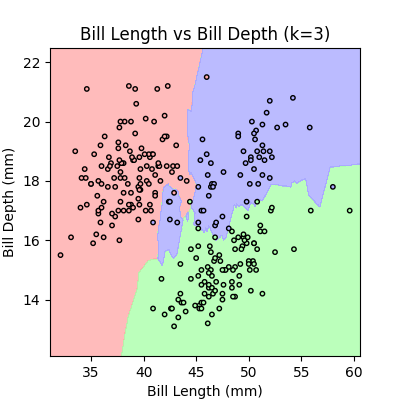 Bill Length vs Bill Depth (k=3)
22
20
18
16
14
Bill Depth (mm)
35 40 45 50 55 60
Bill Length (mm)